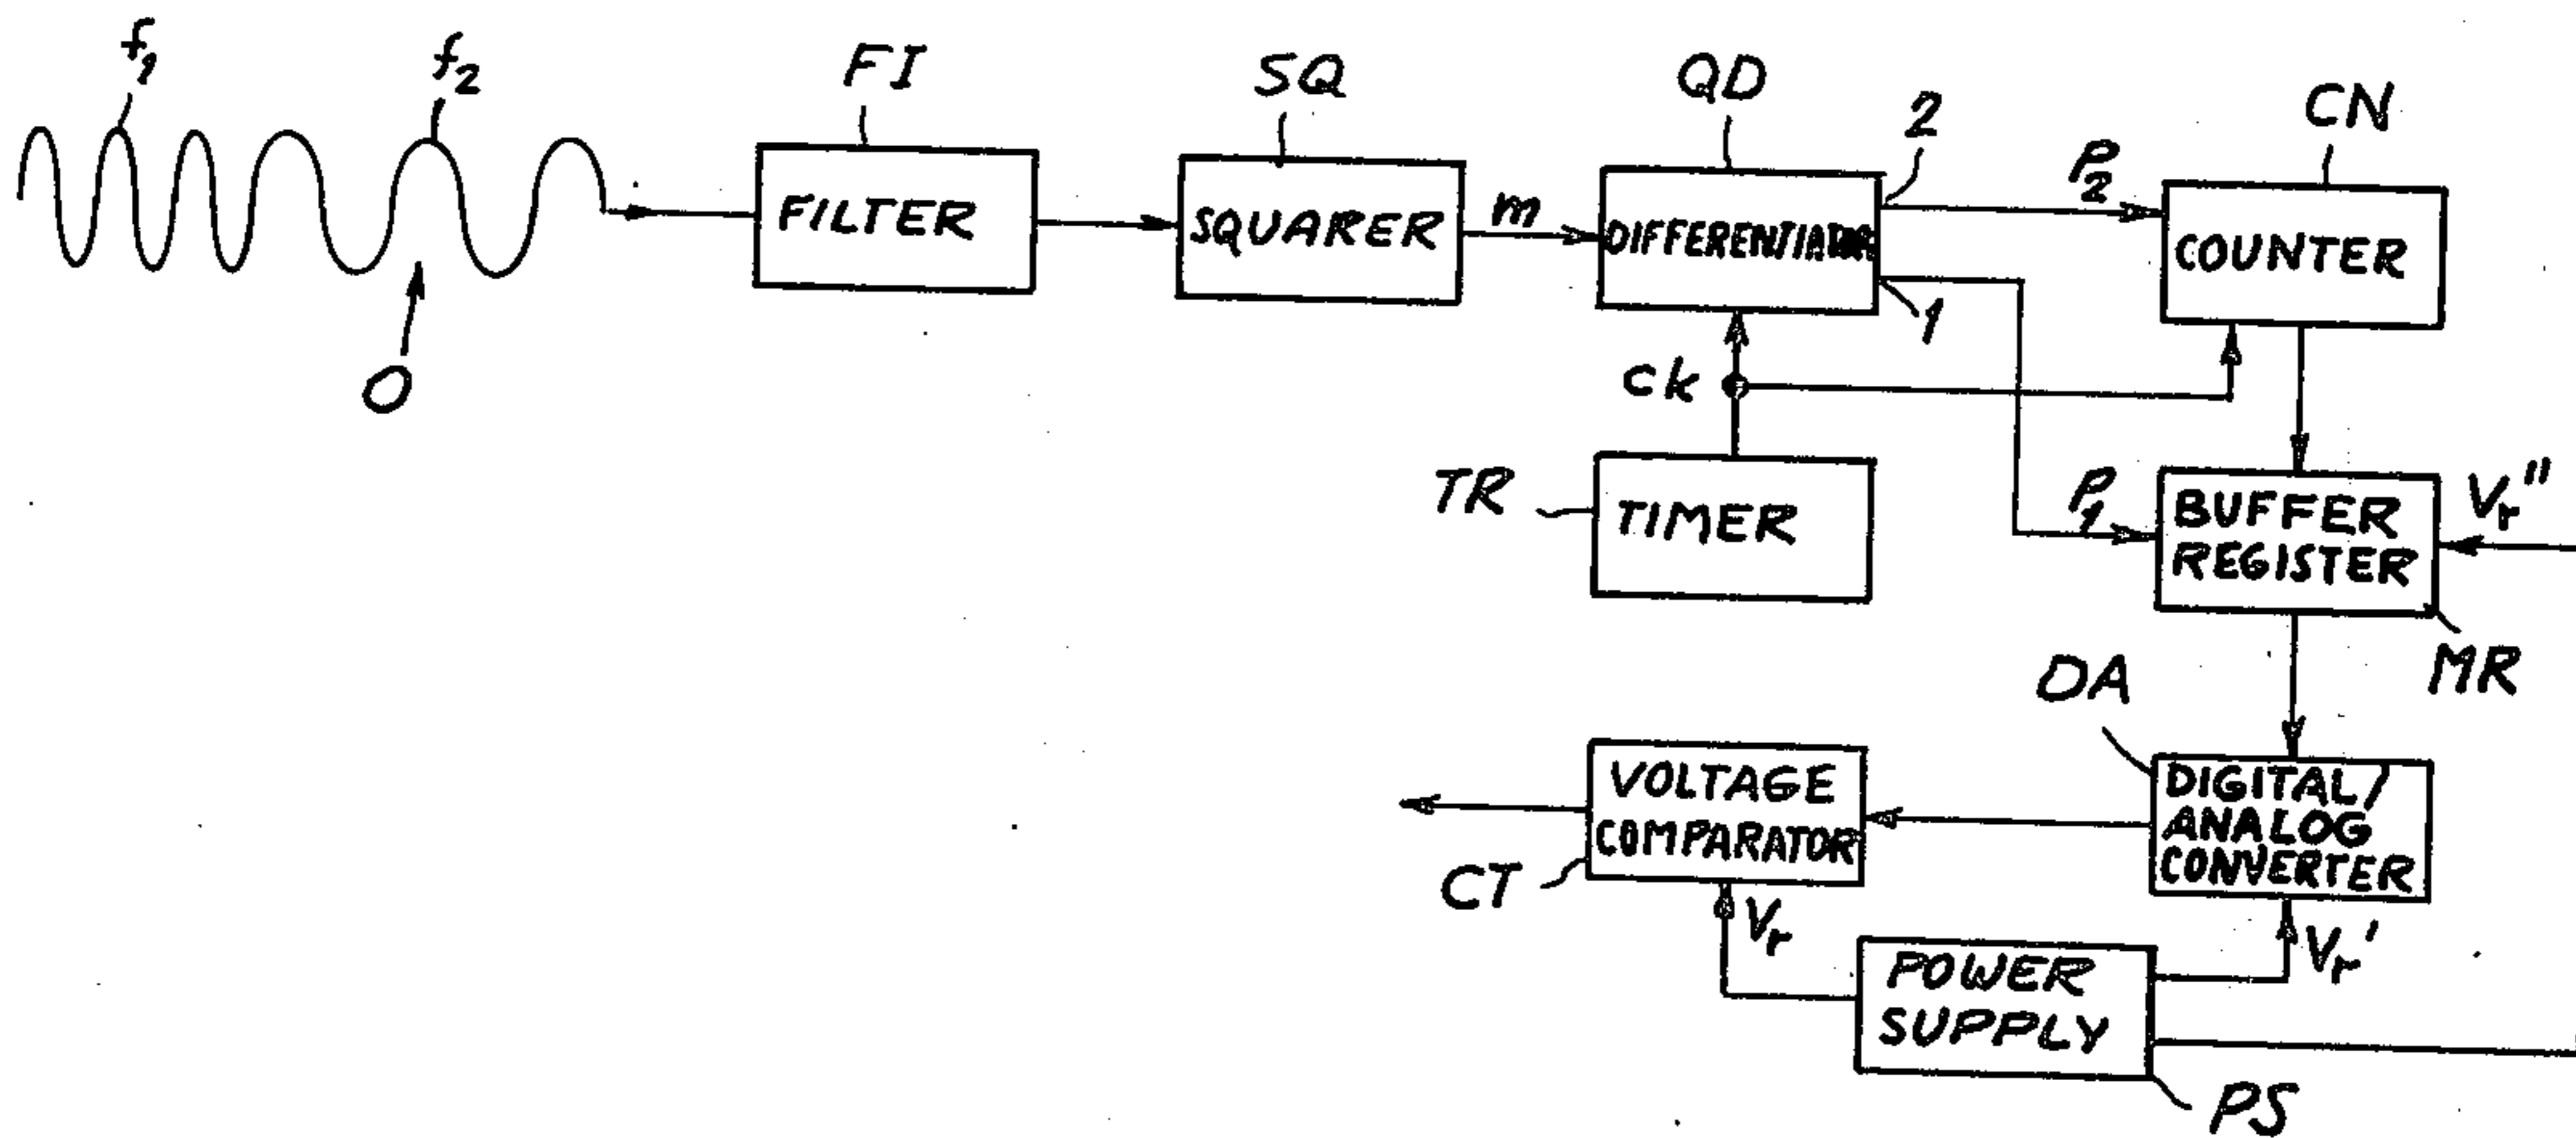 f₁
f₂
O
FI
FILTER
SQ
SQUARER
m
QD
DIFFERENTIATOR
2
1
P₂
CN
COUNTER
ck
TR
TIMER
P₁
BUFFER
REGISTER
Vᵣ"
MR
DA
DIGITAL/
ANALOG
CONVERTER
VOLTAGE
COMPARATOR
CT
Vᵣ
Vᵣ'
POWER
SUPPLY
PS